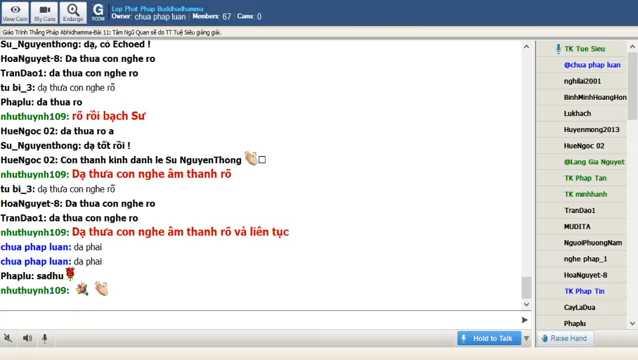 Lep Phat Phap Buddhadhamma
Owner: chua phap luan Members: 67 Cams: 0
View Cam
My Cam
Enlarge
G
ROOM
Giáo Trình Thắng Pháp Abhidhamma-Bài 11: Tâm Ngũ Quan sẽ do TT Tuệ Siêu giảng giải.
Su_Nguyenthong: dạ, có Echoed !
HoaNguyet-8: Da thua con nghe ro
TranDao1: da thua con nghe ro
tu bi_3: dạ thưa con nghe rõ
Phaplu: da thua ro
nhuthuynh109: rõ rồi bạch Sư
HueNgoc 02: da thua ro a
Su_Nguyenthong: dạ tốt rồi !
HueNgoc 02: Con thanh kinh danh le Su NguyenThong
nhuthuynh109: Dạ thưa con nghe âm thanh rõ
tu bi_3: dạ thưa con nghe rõ
HoaNguyet-8: Da thua con nghe ro
TranDao1: da thua con nghe ro
nhuthuynh109: Dạ thưa con nghe âm thanh rõ và liên tục
chua phap luan: da phai
chua phap luan: da phai
Phaplu: sadhu
nhuthuynh109:
TK Tue Sieu
@chua phap luan
nghilai2001
BinhMinhHoangHon
Lukhach
Huyenmong2013
HueNgoc 02
@Lang Gia Nguyet
TK Phap Tan
TK minhhanh
TranDao1
MUDITA
NguoiPhuongNam
nghe phap_1
HoaNguyet-8
TK Phap Tin
CayLaDua
Phaplu
Hold to Talk
Raise Hand